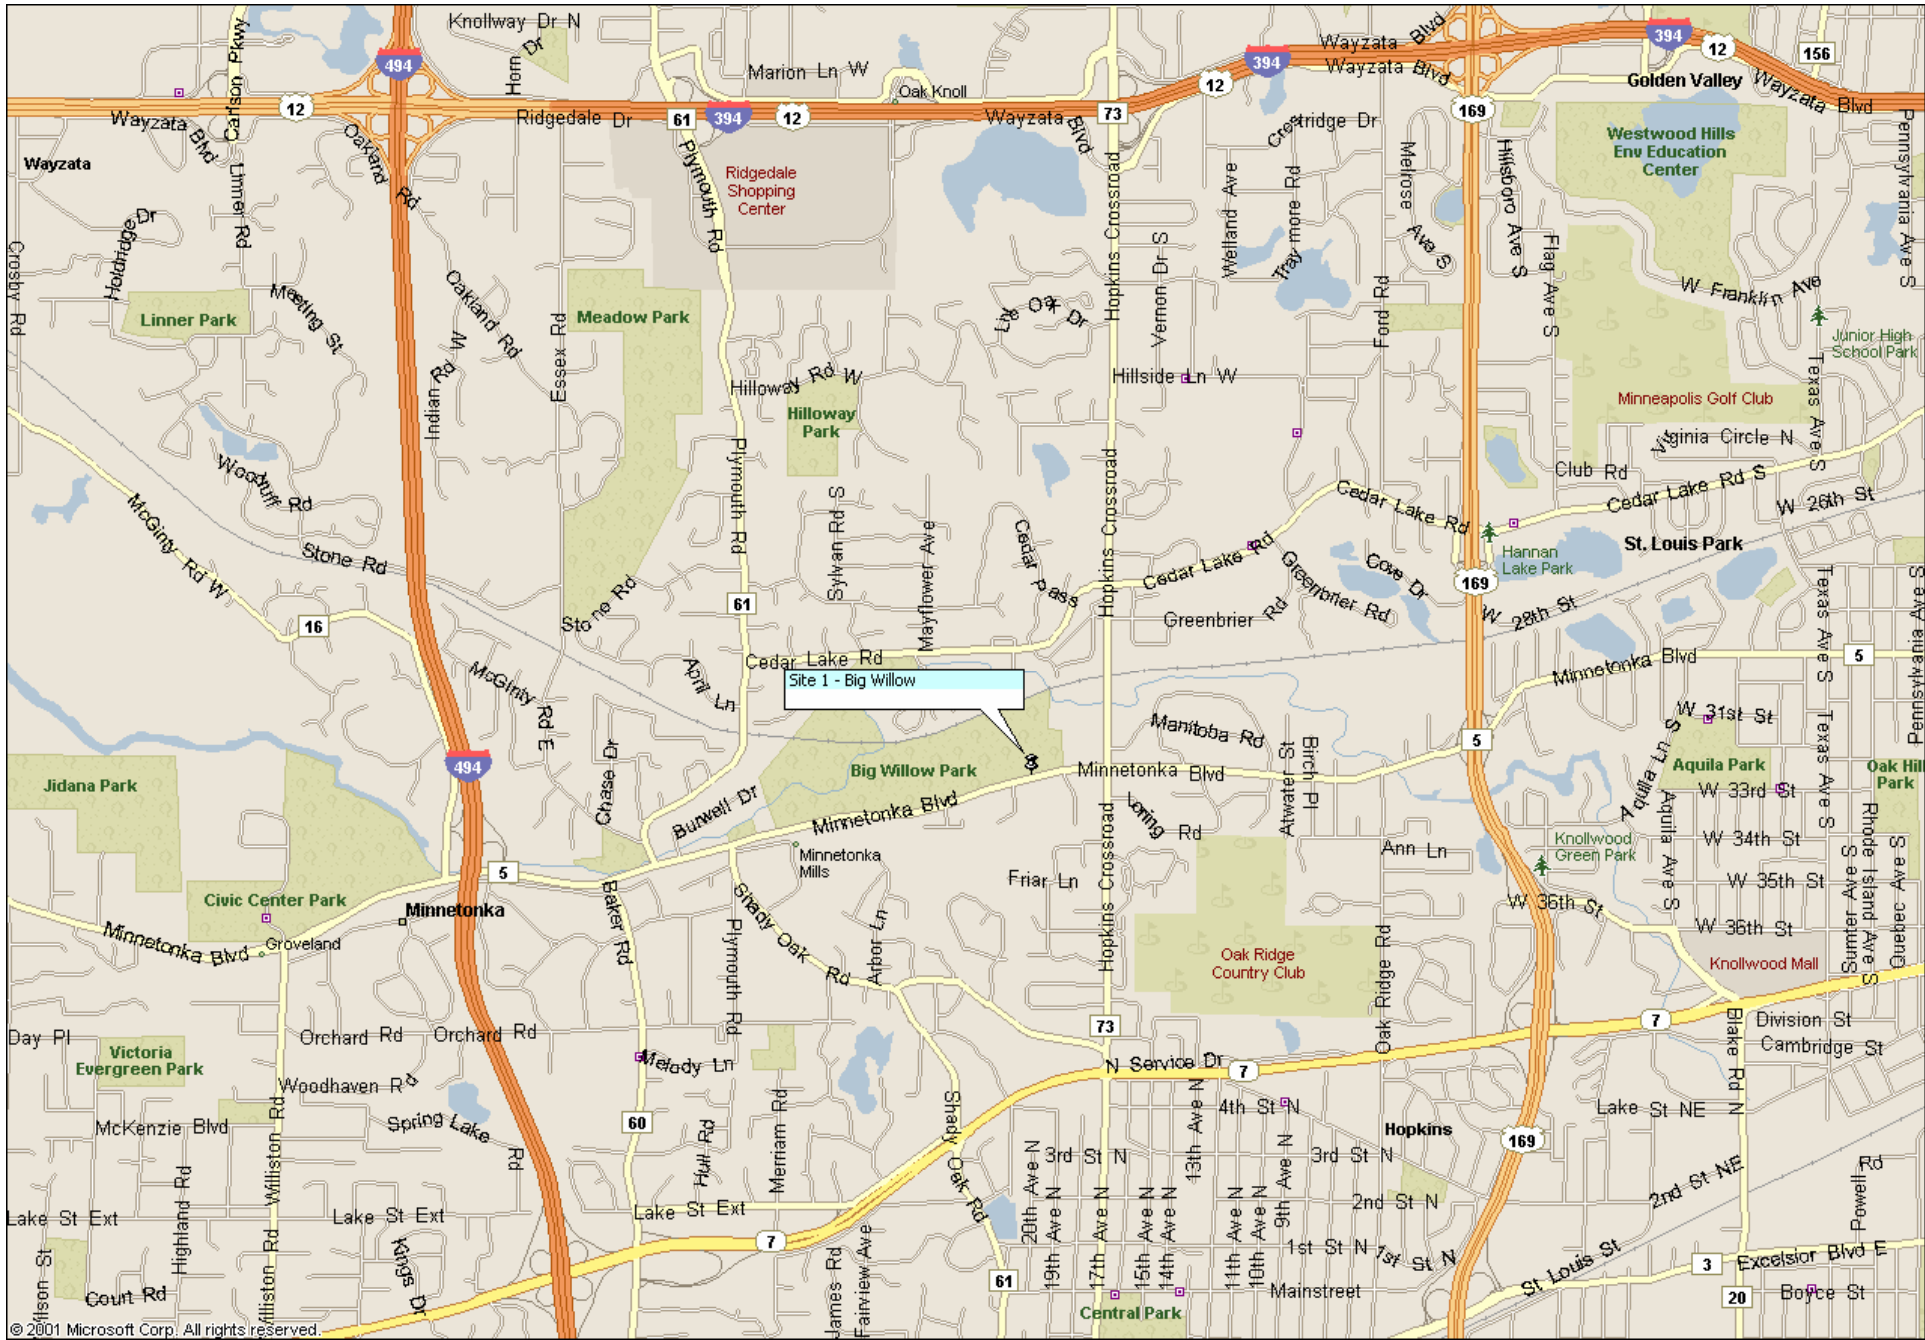 Knollway Dr N
Carlson Pkwy
Horn Dr
494
Marion Ln W
Oak Knoll
Wayzata Blvd
Wayzata Blvd
394
12
394
12
156
Golden Valley
Wayzata Blvd
12
Wayzata Blvd
Ridgedale Dr
61
394
12
Wayzata Blvd
73
169
Wayzata
Oakland Rd
Linner Rd
Plymouth Rd
Ridgedale
Shopping
Center
Hopkins Crossroad
Welland Ave
Tray more Rd
Melrose
Ave S
Hillsboro Ave S
Westwood Hills
Env Education
Center
Pennsylvania Ave S
Holdridge Dr
Crosby Rd
Meeting St
Oakland Rd
Linner Park
Indian Rd W
Essex Rd
Meadow Park
Live Oak Dr
Vernon Dr S
Ford Rd
Flag Ave S
W Franklin Ave
Junior High
School Park
Hilloway Rd W
Hilloway
Park
Hillside Ln W
Minneapolis Golf Club
Texas Ave S
Virginia Circle N
Club Rd
Woodruff Rd
McGinty Rd W
Stone Rd
Plymouth Rd
Sylvan Rd S
Mayflower Ave
Cedar Pass
Hopkins Crossroad
Cedar Lake Rd
Cedar Lake Rd
Cedar Lake Rd S
W 26th St
Hannan
Lake Park
St. Louis Park
169
Cove Dr
Greenbrier Rd
Greenbrier Rd
W 28th St
16
Stone Rd
61
Cedar Lake Rd
McGinty Rd E
April Ln
Site 1 - Big Willow
Minnetonka Blvd
5
Texas Ave S
Pennsylvania Ave S
Jidana Park
494
Chase Dr
Burwell Dr
Big Willow Park
Minnetonka Blvd
Minnetonka Blvd
Manitoba Rd
Atwater St
Birch Pl
5
W 31st St
Aquila Ln S
Aquila Park
Oak Hill
Park
W 33rd St
W 34th St
W 35th St
W 36th St
W 36th St
Aquila Ave S
Texas Ave S
Sumter Ave S
Rhode Island Ave S
Quebec Ave S
Loring Rd
Ann Ln
Knollwood
Green Park
Minnetonka
Mills
Friar Ln
Hopkins Crossroad
5
Civic Center Park
Minnetonka
Minnetonka Blvd
Groveland
Baker Rd
Plymouth Rd
Shady Oak Rd
Arbor Ln
Oak Ridge
Country Club
Oak Ridge Rd
Knollwood Mall
73
7
Day Pl
Orchard Rd
Orchard Rd
Victoria
Evergreen Park
Woodhaven Rd
Melody Ln
N Service Dr
7
Division St
Cambridge St
Blake Rd N
McKenzie Blvd
Spring Lake Rd
60
Hull Rd
Merriam Rd
Shady Oak Rd
4th St N
13th Ave N
3rd St N
3rd St N
Hopkins
169
Lake St NE
2nd St NE
Powell Rd
Lake St Ext
Highland Rd
Williston Rd
Lake St Ext
Lake St Ext
2nd St N
20th Ave N
19th Ave N
17th Ave N
15th Ave N
14th Ave N
11th Ave N
10th Ave N
9th Ave N
Kings Dr
7
James Rd
Fairview Ave
61
1st St N
1st St N
Mainstreet
Central Park
St Louis St
3
Excelsior Blvd E
20
Boyce St
Court Rd
Williston Rd
© 2001 Microsoft Corp. All rights reserved.